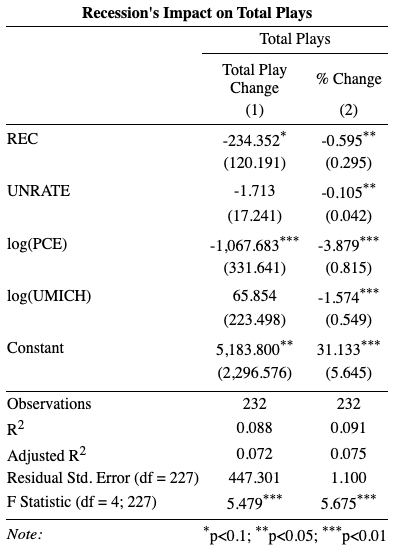 Recession's Impact on Total Plays
Total Plays
Total Play Change % Change
(1) (2)
REC -234.352* -0.595**
(120.191) (0.295)
UNRATE -1.713 -0.105**
(17.241) (0.042)
log(PCE) -1,067.683*** -3.879***
(331.641) (0.815)
log(UMICH) 65.854 -1.574***
(223.498) (0.549)
Constant 5,183.800** 31.133***
(2,296.576) (5.645)
Observations 232 232
R2 0.088 0.091
Adjusted R2 0.072 0.075
Residual Std. Error (df = 227) 447.301 1.100
F Statistic (df = 4; 227) 5.479*** 5.675***
Note: *p<0.1; **p<0.05; ***p<0.01